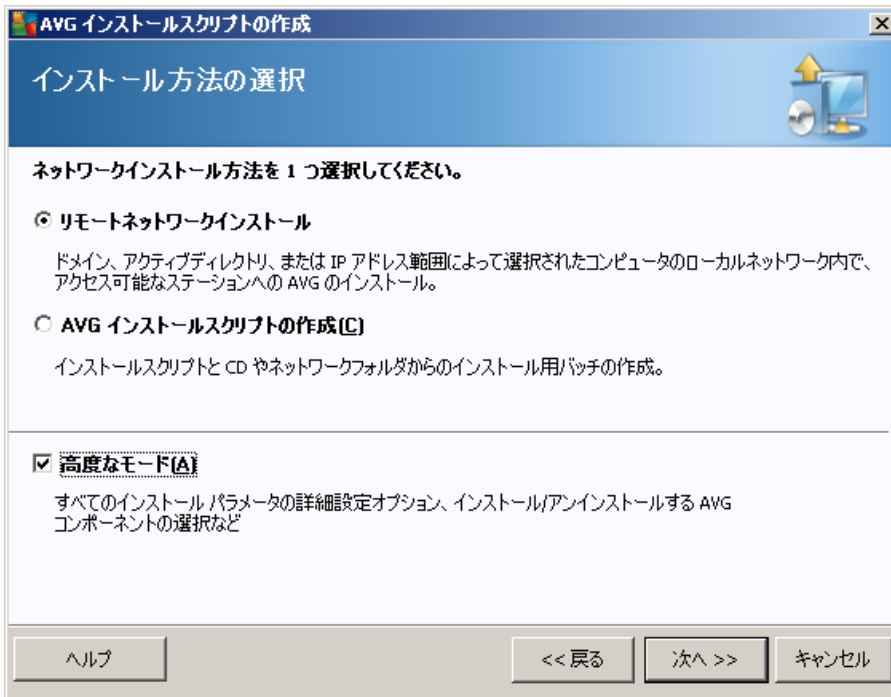 AVG インストールスクリプトの作成
インストール方法の選択
ネットワークインストール方法を 1 つ選択してください。
リモートネットワークインストール
ドメイン、アクティブディレクトリ、または IP アドレス範囲によって選択されたコンピュータのローカルネットワーク内で、
アクセス可能なステーションへの AVG のインストール。
AVG インストールスクリプトの作成(C)
インストールスクリプトと CD やネットワークフォルダからのインストール用バッチの作成。
高度なモード(A)
すべてのインストール パラメータの詳細設定オプション、インストール/アンインストールする AVG
コンポーネントの選択など
ヘルプ
<< 戻る
次へ >>
キャンセル